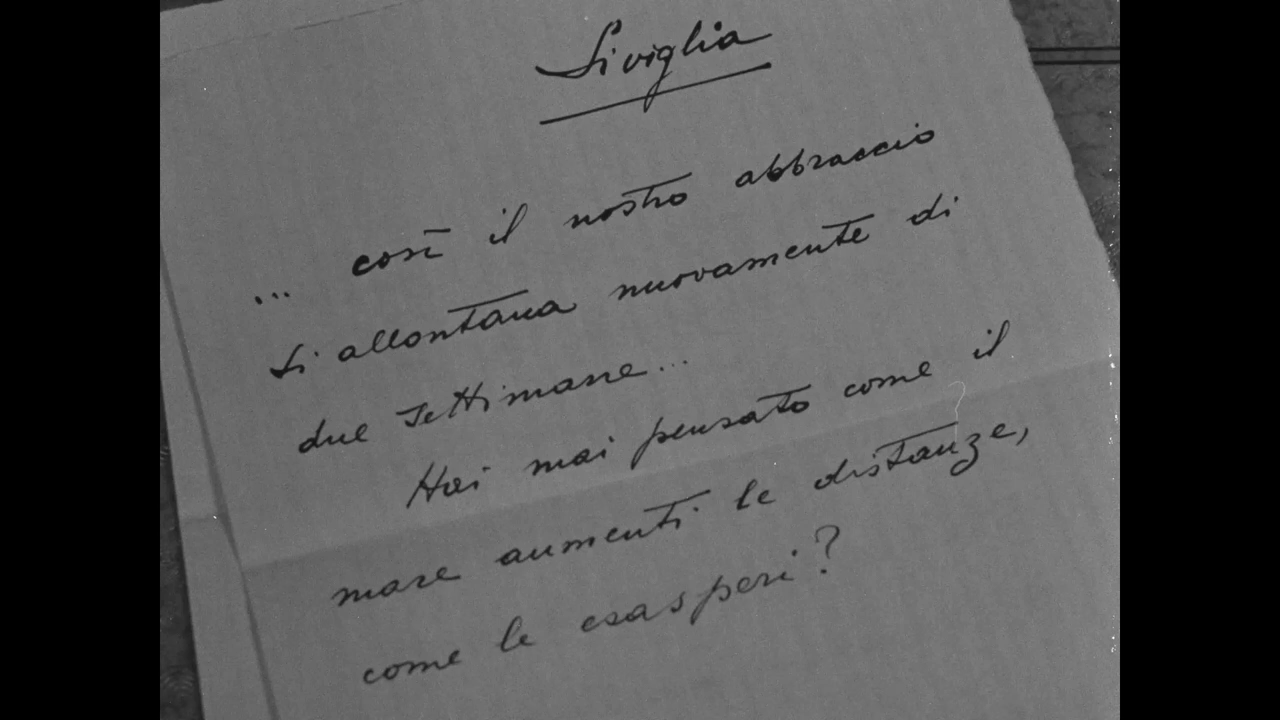 Siviglia
... così il nostro abbraccio
si allontana nuovamente di
due settimane...
Hai mai pensato come il
mare aumenti le distanze,
come le esasperi?